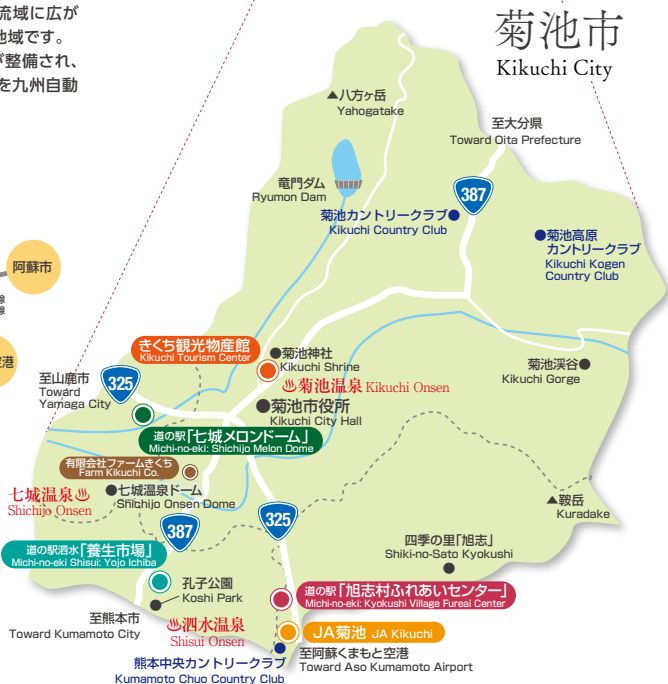 流域に広が
地域です。
が整備され、
を九州自動
菊池市
Kikuchi City
▲八方ヶ岳
Yahogatake
至大分県
Toward Oita Prefecture
竜門ダム
Ryumon Dam
387
菊池カントリークラブ●
Kikuchi Country Club
●菊池高原
カントリークラブ
Kikuchi Kogen
Country Club
阿蘇市
線
線
港
きくち観光物産館
Kikuchi Tourism Center
●菊池神社
Kikuchi Shrine
菊池渓谷●
Kikuchi Gorge
至山鹿市
Toward
Yamaga City
325
♨菊池温泉 Kikuchi Onsen
●菊池市役所
Kikuchi City Hall
道の駅「七城メロンドーム」
Michi-no-eki: Shichijo Melon Dome
有限会社ファームきくち
Farm Kikuchi Co.
七城温泉♨
Shichijo Onsen
●七城温泉ドーム
Shichijo Onsen Dome
▲鞍岳
Kuradake
387
325
四季の里「旭志」
Shiki-no-Sato Kyokushi
道の駅泗水「養生市場」
Michi-no-eki Shisui: Yojo Ichiba
孔子公園
Koshi Park
道の駅「旭志村ふれあいセンター」
Michi-no-eki: Kyokushi Village Fureai Center
至熊本市
Toward Kumamoto City
♨泗水温泉
Shisui Onsen
JA菊池 JA Kikuchi
熊本中央カントリークラブ
Kumamoto Chuo Country Club
至阿蘇くまもと空港
Toward Aso Kumamoto Airport